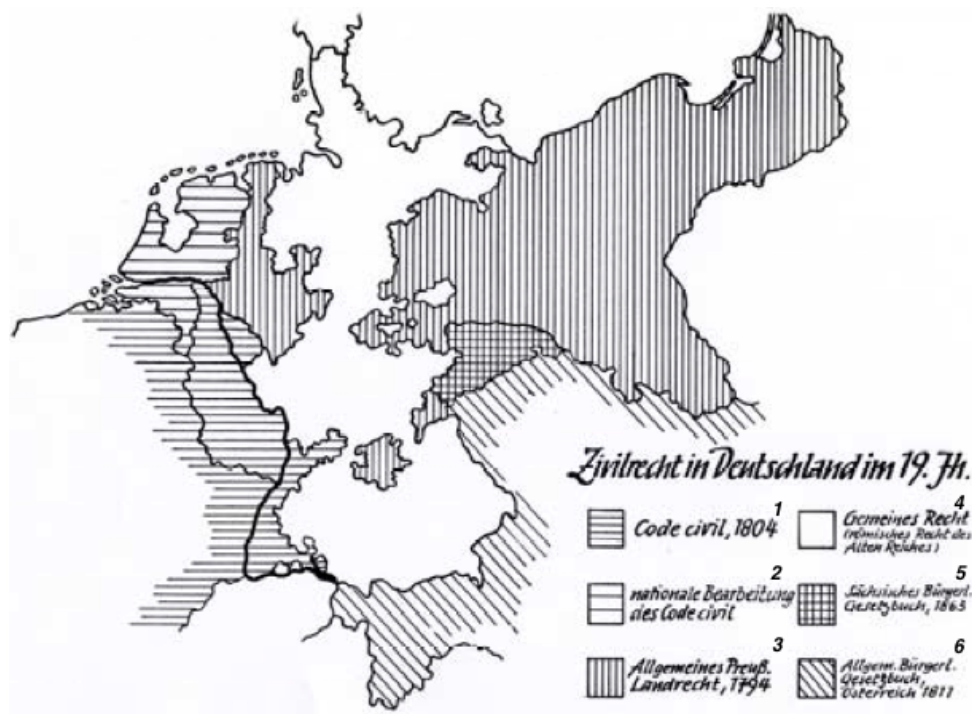 Zivilrecht in Deutschland im 19. Jh.
1
Code civil, 1804
2
nationale Bearbeitung
des Code civil
3
Allgemeines Preuß.
Landrecht, 1794
4
Gemeines Recht
(römisches Recht des
Alten Reiches)
5
Sächsisches Bürgerl.
Gesetzbuch, 1863
6
Allgem. Bürgerl.
Gesetzbuch,
Österreich 1811